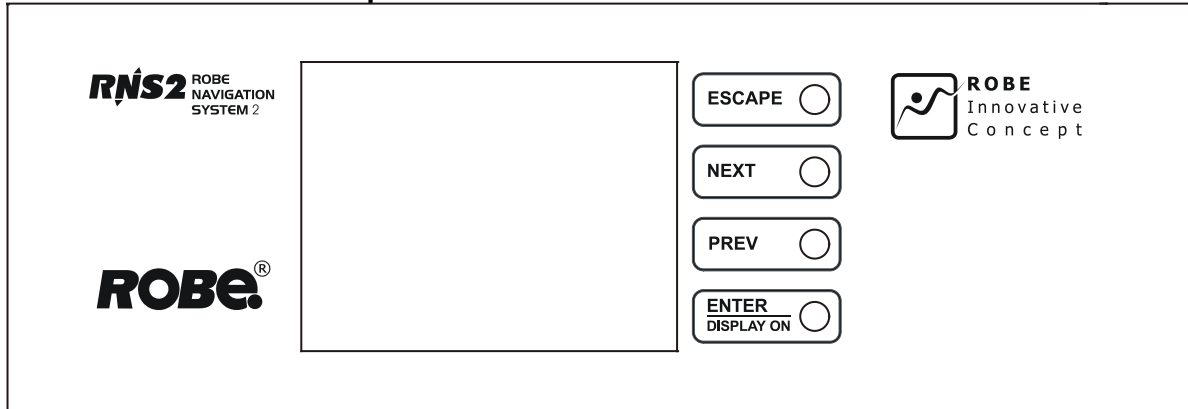 RNS2 ROBE
NAVIGATION
SYSTEM 2
ROBE®
ESCAPE
NEXT
PREV
ENTER
DISPLAY ON
ROBE
Innovative
Concept